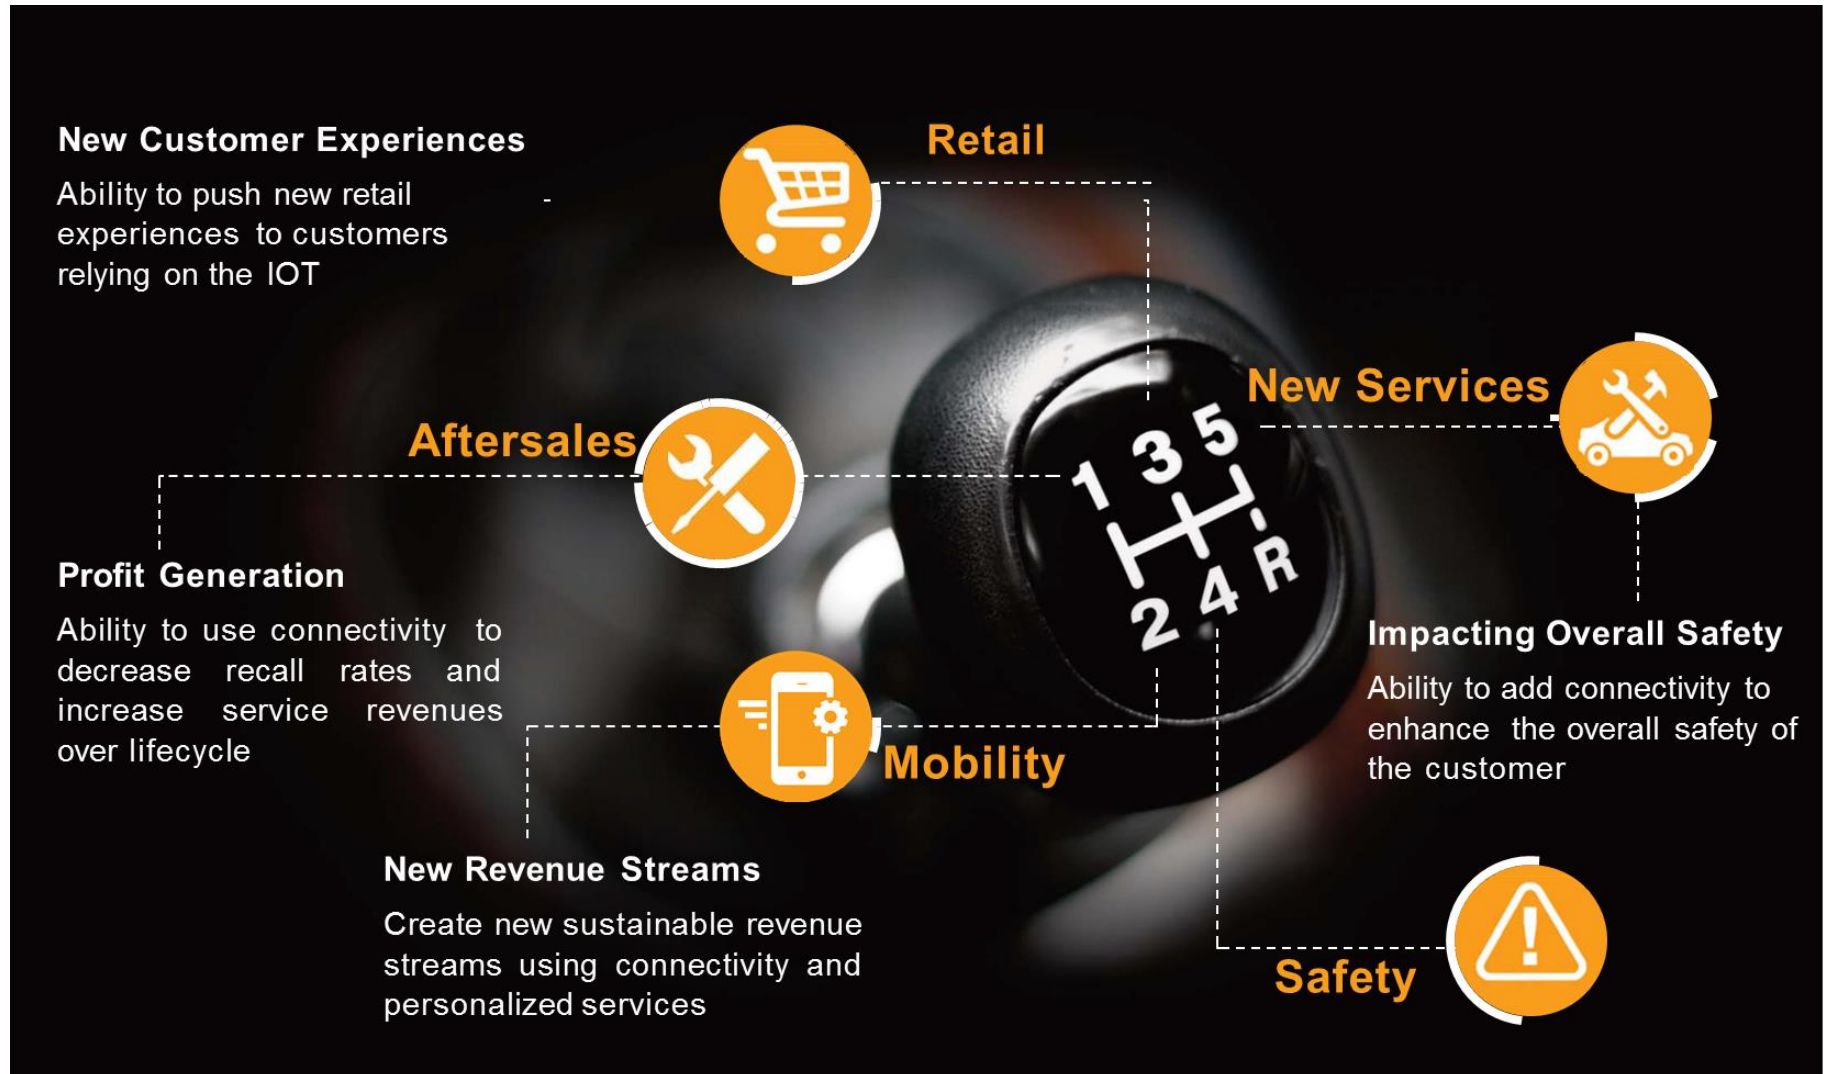 New Customer Experiences
Ability to push new retail
experiences to customers
relying on the IOT
Retail
New Services
Aftersales
1 3 5
2 4 R
Profit Generation
Ability to use connectivity to
decrease recall rates and
increase service revenues
over lifecycle
Impacting Overall Safety
Ability to add connectivity to
enhance the overall safety of
the customer
Mobility
New Revenue Streams
Create new sustainable revenue
streams using connectivity and
personalized services
Safety